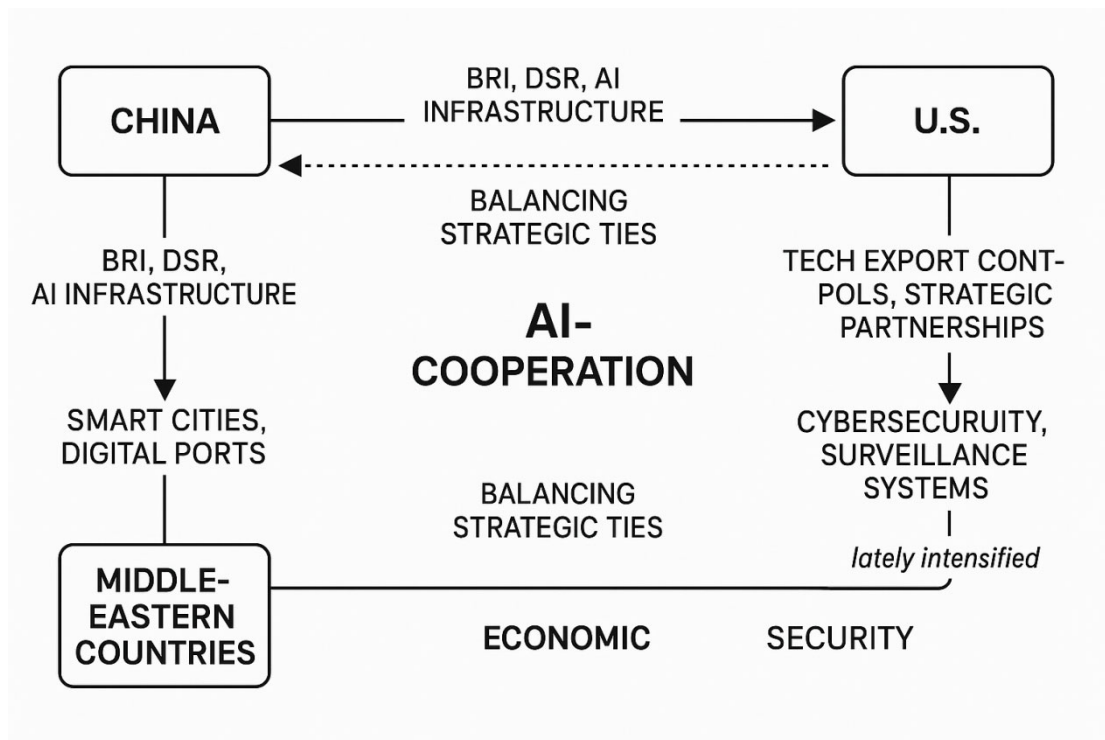 BRI, DSR, AI
INFRASTRUCTURE
CHINA
U.S.
BALANCING
STRATEGIC TIES
BRI, DSR,
AI INFRASTRUCTURE
TECH EXPORT CONT-
POLS, STRATEGIC
PARTNERSHIPS
AI-
COOPERATION
SMART CITIES,
DIGITAL PORTS
CYBERSECURUITY,
SURVEILLANCE
SYSTEMS
BALANCING
STRATEGIC TIES
lately intensified
MIDDLE-
EASTERN
COUNTRIES
ECONOMIC
SECURITY